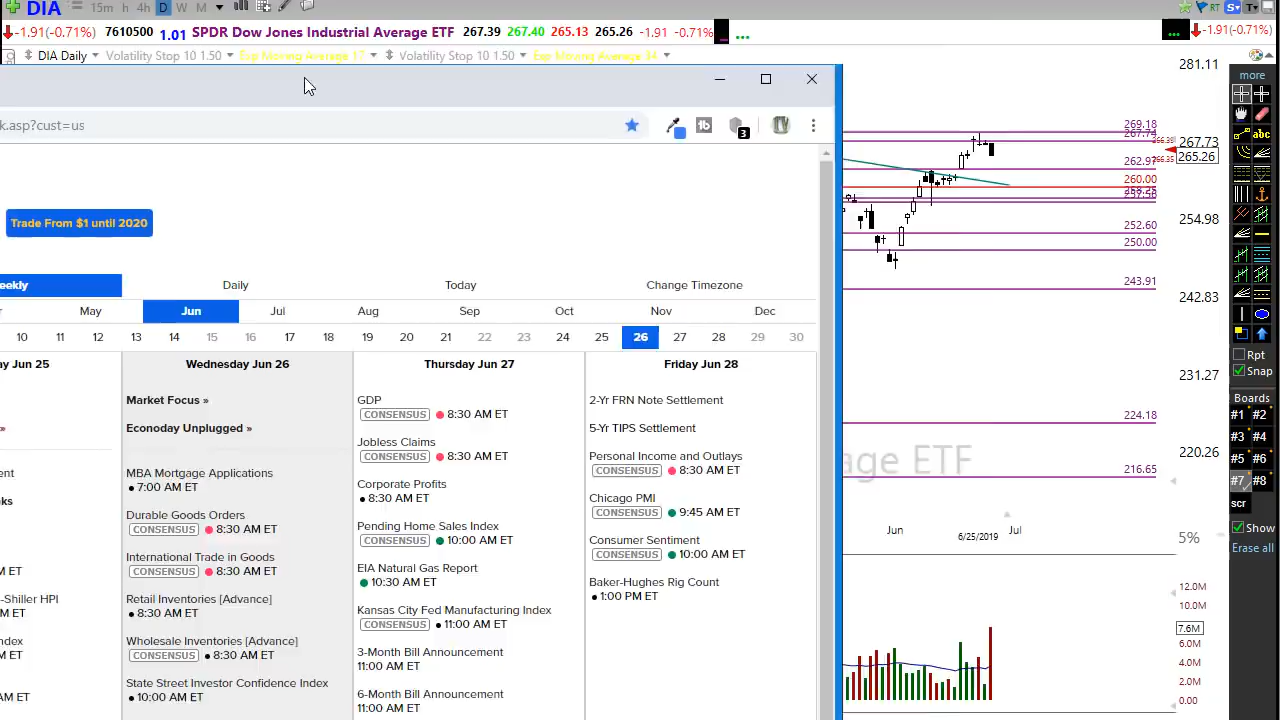 DIA
15m h 4h D W M
RT
-1.91(-0.71%) 7610500 1.01 SPDR Dow Jones Industrial Average ETF 267.39 267.40 265.13 265.26 -1.91 -0.71%
-1.91(-0.71%)
DIA Daily Volatility Stop 10 1.50 Exp Moving Average 17 Volatility Stop 10 1.50 Exp Moving Average 34
281.11
more
k.asp?cust=us
3
abc
269.18
267.74
267.73
265.26
262.97
260.00
254.98
252.60
250.00
243.91
242.83
Trade From $1 until 2020
eekly Daily Today Change Timezone
May Jun Jul Aug Sep Oct Nov Dec
10 11 12 13 14 15 16 17 18 19 20 21 22 23 24 25 26 27 28 29 30
y Jun 25
Wednesday Jun 26
Market Focus »
Econoday Unplugged »
MBA Mortgage Applications
7:00 AM ET
Durable Goods Orders
CONSENSUS 8:30 AM ET
International Trade in Goods
CONSENSUS 8:30 AM ET
Retail Inventories [Advance]
8:30 AM ET
Wholesale Inventories [Advance]
CONSENSUS 8:30 AM ET
State Street Investor Confidence Index
10:00 AM ET
Thursday Jun 27
GDP
CONSENSUS 8:30 AM ET
Jobless Claims
CONSENSUS 8:30 AM ET
Corporate Profits
8:30 AM ET
Pending Home Sales Index
CONSENSUS 10:00 AM ET
EIA Natural Gas Report
10:30 AM ET
Kansas City Fed Manufacturing Index
CONSENSUS 11:00 AM ET
3-Month Bill Announcement
11:00 AM ET
6-Month Bill Announcement
11:00 AM ET
Friday Jun 28
2-Yr FRN Note Settlement
5-Yr TIPS Settlement
Personal Income and Outlays
CONSENSUS 8:30 AM ET
Chicago PMI
CONSENSUS 9:45 AM ET
Consumer Sentiment
CONSENSUS 10:00 AM ET
Baker-Hughes Rig Count
1:00 PM ET
-Shiller HPI
231.27
224.18
220.26
216.65
age ETF
Jun 6/25/2019 Jul
5%
12.0M
10.0M
7.6M
6.0M
4.0M
2.0M
0.00
Rpt
Snap
Boards
#1 #2
#3 #4
#5 #6
#7 #8
scr
Show
Erase all